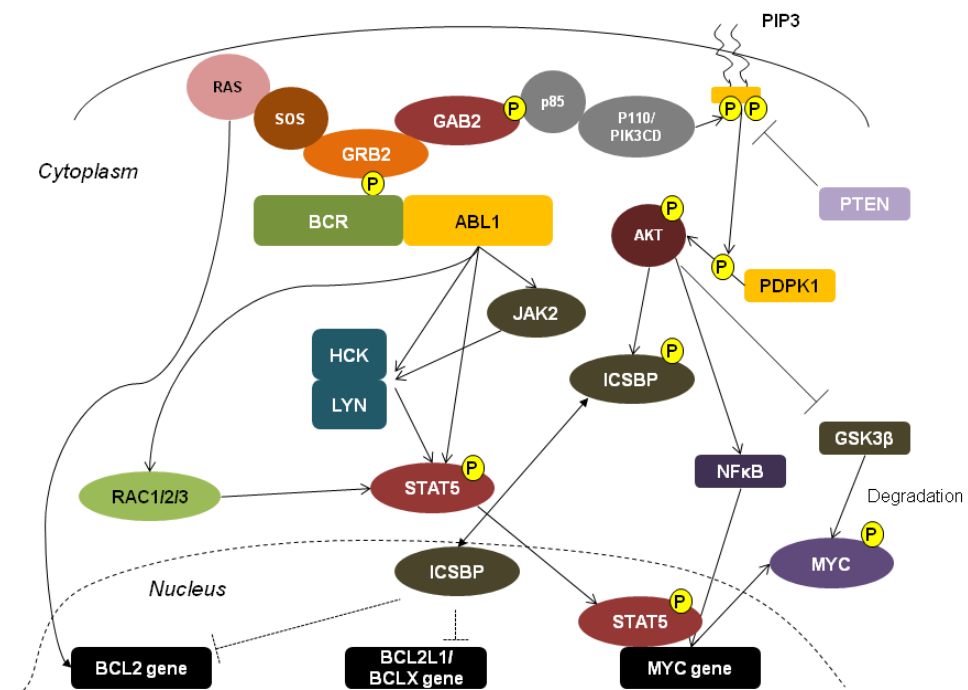 PIP3
RAS
SOS
GRB2
GAB2
P
p85
P110/
PIK3CD
P P
Cytoplasm
P
BCR
ABL1
PTEN
P
AKT
P
PDPK1
JAK2
HCK
LYN
P
ICSBP
GSK3β
NFκB
P
STAT5
RAC1/2/3
Degradation
P
MYC
ICSBP
Nucleus
P
STAT5
BCL2 gene
BCL2L1/
BCLX gene
MYC gene